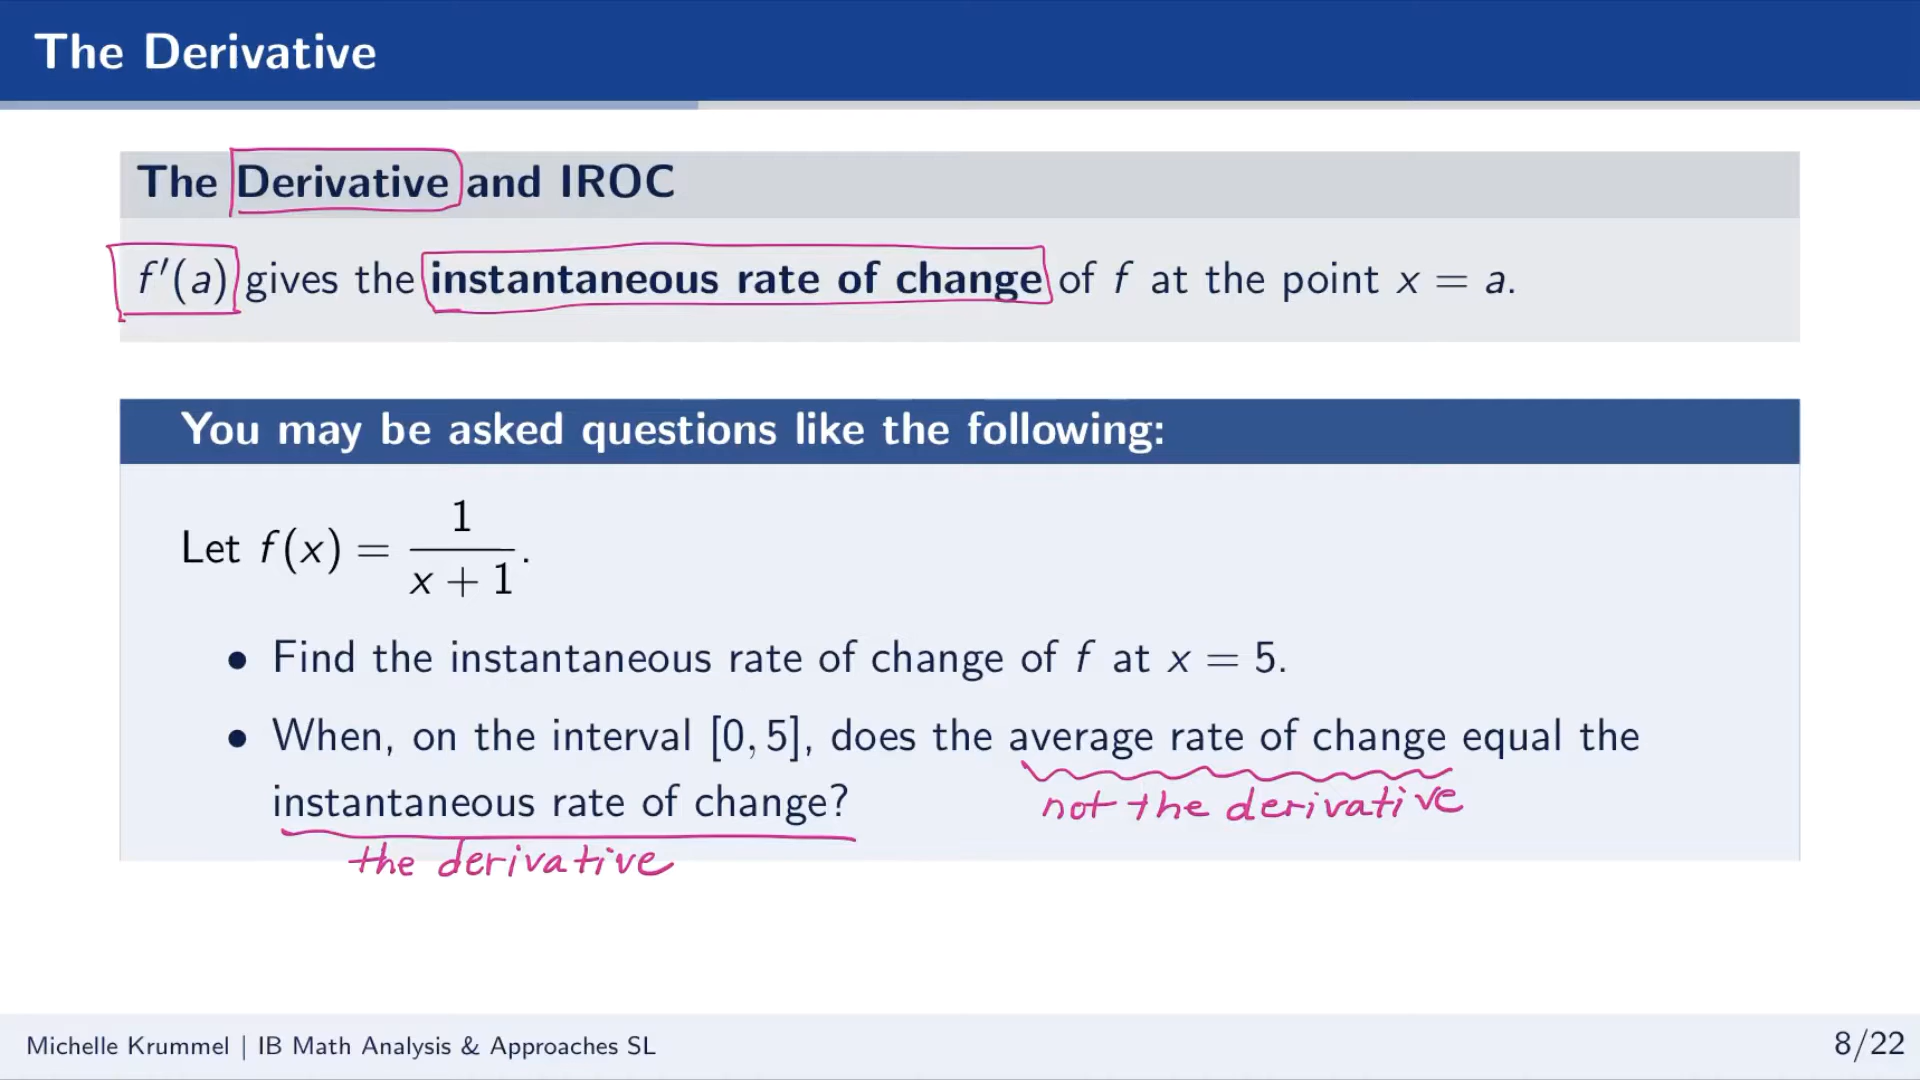 The Derivative
The Derivative and IROC
f′(a) gives the instantaneous rate of change of f at the point x = a.
You may be asked questions like the following:
Let f(x) = 1/(x + 1).
• Find the instantaneous rate of change of f at x = 5.
• When, on the interval [0, 5], does the average rate of change equal the
instantaneous rate of change?
not the derivative
the derivative
Michelle Krummel | IB Math Analysis & Approaches SL
8/22